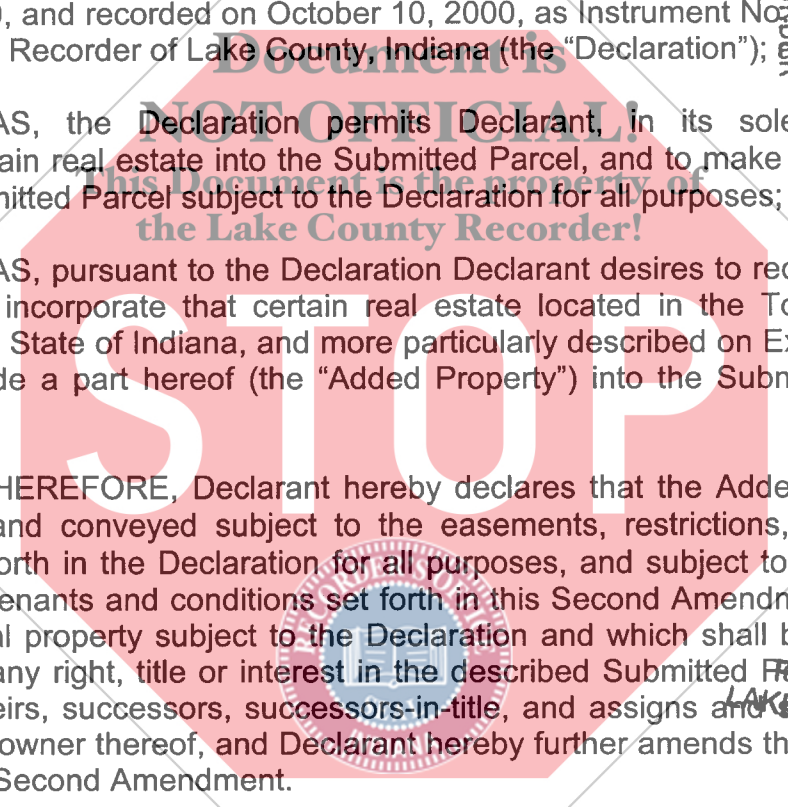 , and recorded on October 10, 2000, as Instrument No
Recorder of Lake County, Indiana (the “Declaration”);
Document is
AS, the Declaration permits Declarant, in its sole
NOT OFFICIAL!
ain real estate into the Submitted Parcel, and to make
This Document is the property of
mitted Parcel subject to the Declaration for all purposes;
the Lake County Recorder!
AS, pursuant to the Declaration Declarant desires to rec
incorporate that certain real estate located in the To
State of Indiana, and more particularly described on Ex
de a part hereof (the “Added Property”) into the Subm
STOP
HEREFORE, Declarant hereby declares that the Adde
and conveyed subject to the easements, restrictions,
orth in the Declaration for all purposes, and subject to
enants and conditions set forth in this Second Amendm
al property subject to the Declaration and which shall b
any right, title or interest in the described Submitted
eirs, successors, successors-in-title, and assigns and
LAKE
owner thereof, and Declarant hereby further amends th
Second Amendment.
RECORDER'S OFFICE
INDIANA